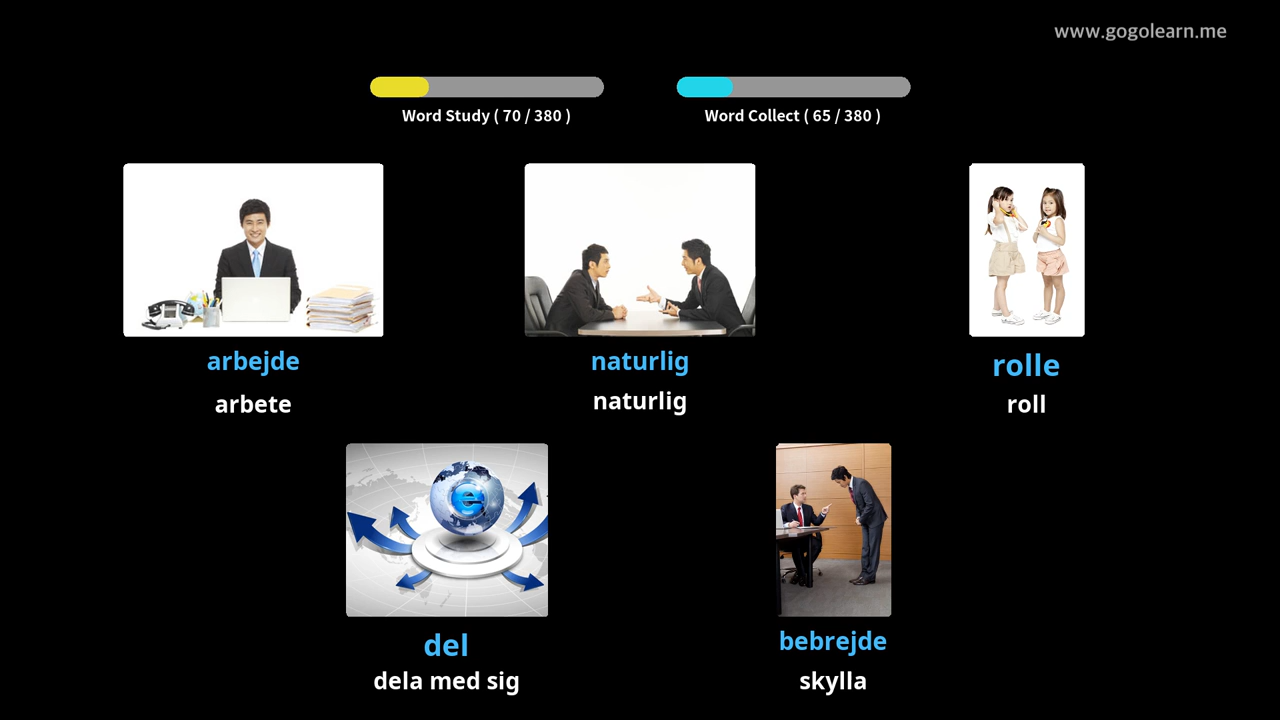 www.gogolearn.me
Word Study ( 70 / 380 )
Word Collect ( 65 / 380 )
arbejde
arbete
naturlig
naturlig
rolle
roll
e
del
dela med sig
bebrejde
skylla